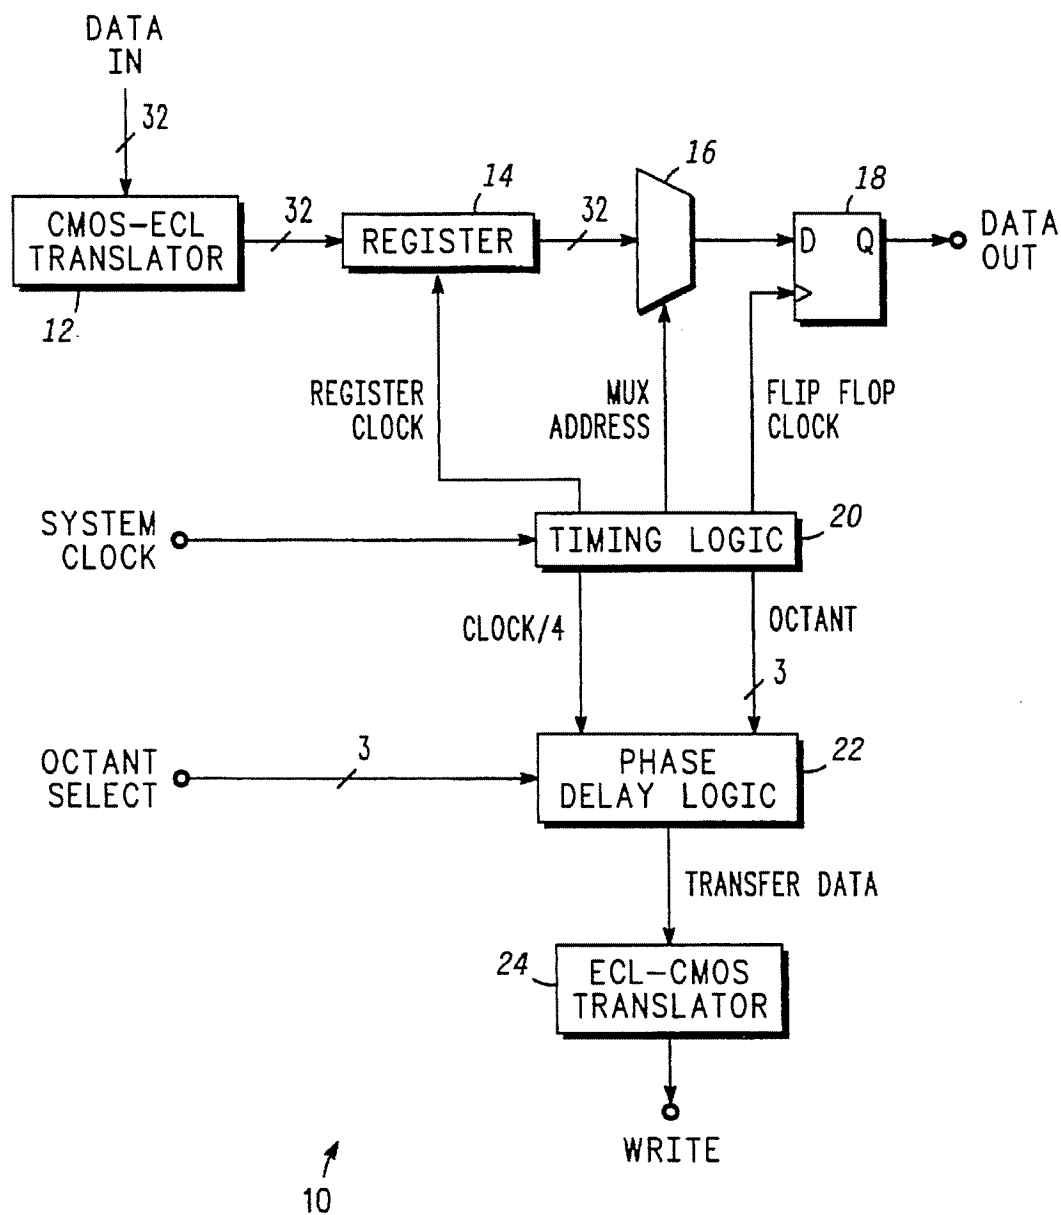 DATA
IN
32
CMOS-ECL
TRANSLATOR
12
32
14
REGISTER
32
16
18
D Q
DATA
OUT
REGISTER
CLOCK
MUX
ADDRESS
FLIP FLOP
CLOCK
SYSTEM
CLOCK
TIMING LOGIC
20
CLOCK/4
OCTANT
3
OCTANT
SELECT
3
PHASE
DELAY LOGIC
22
TRANSFER DATA
24
ECL-CMOS
TRANSLATOR
WRITE
10